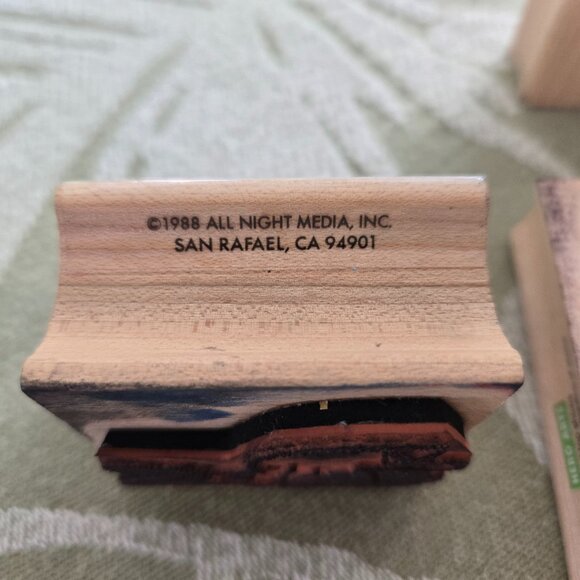 ©1988 ALL NIGHT MEDIA, INC.
SAN RAFAEL, CA 94901